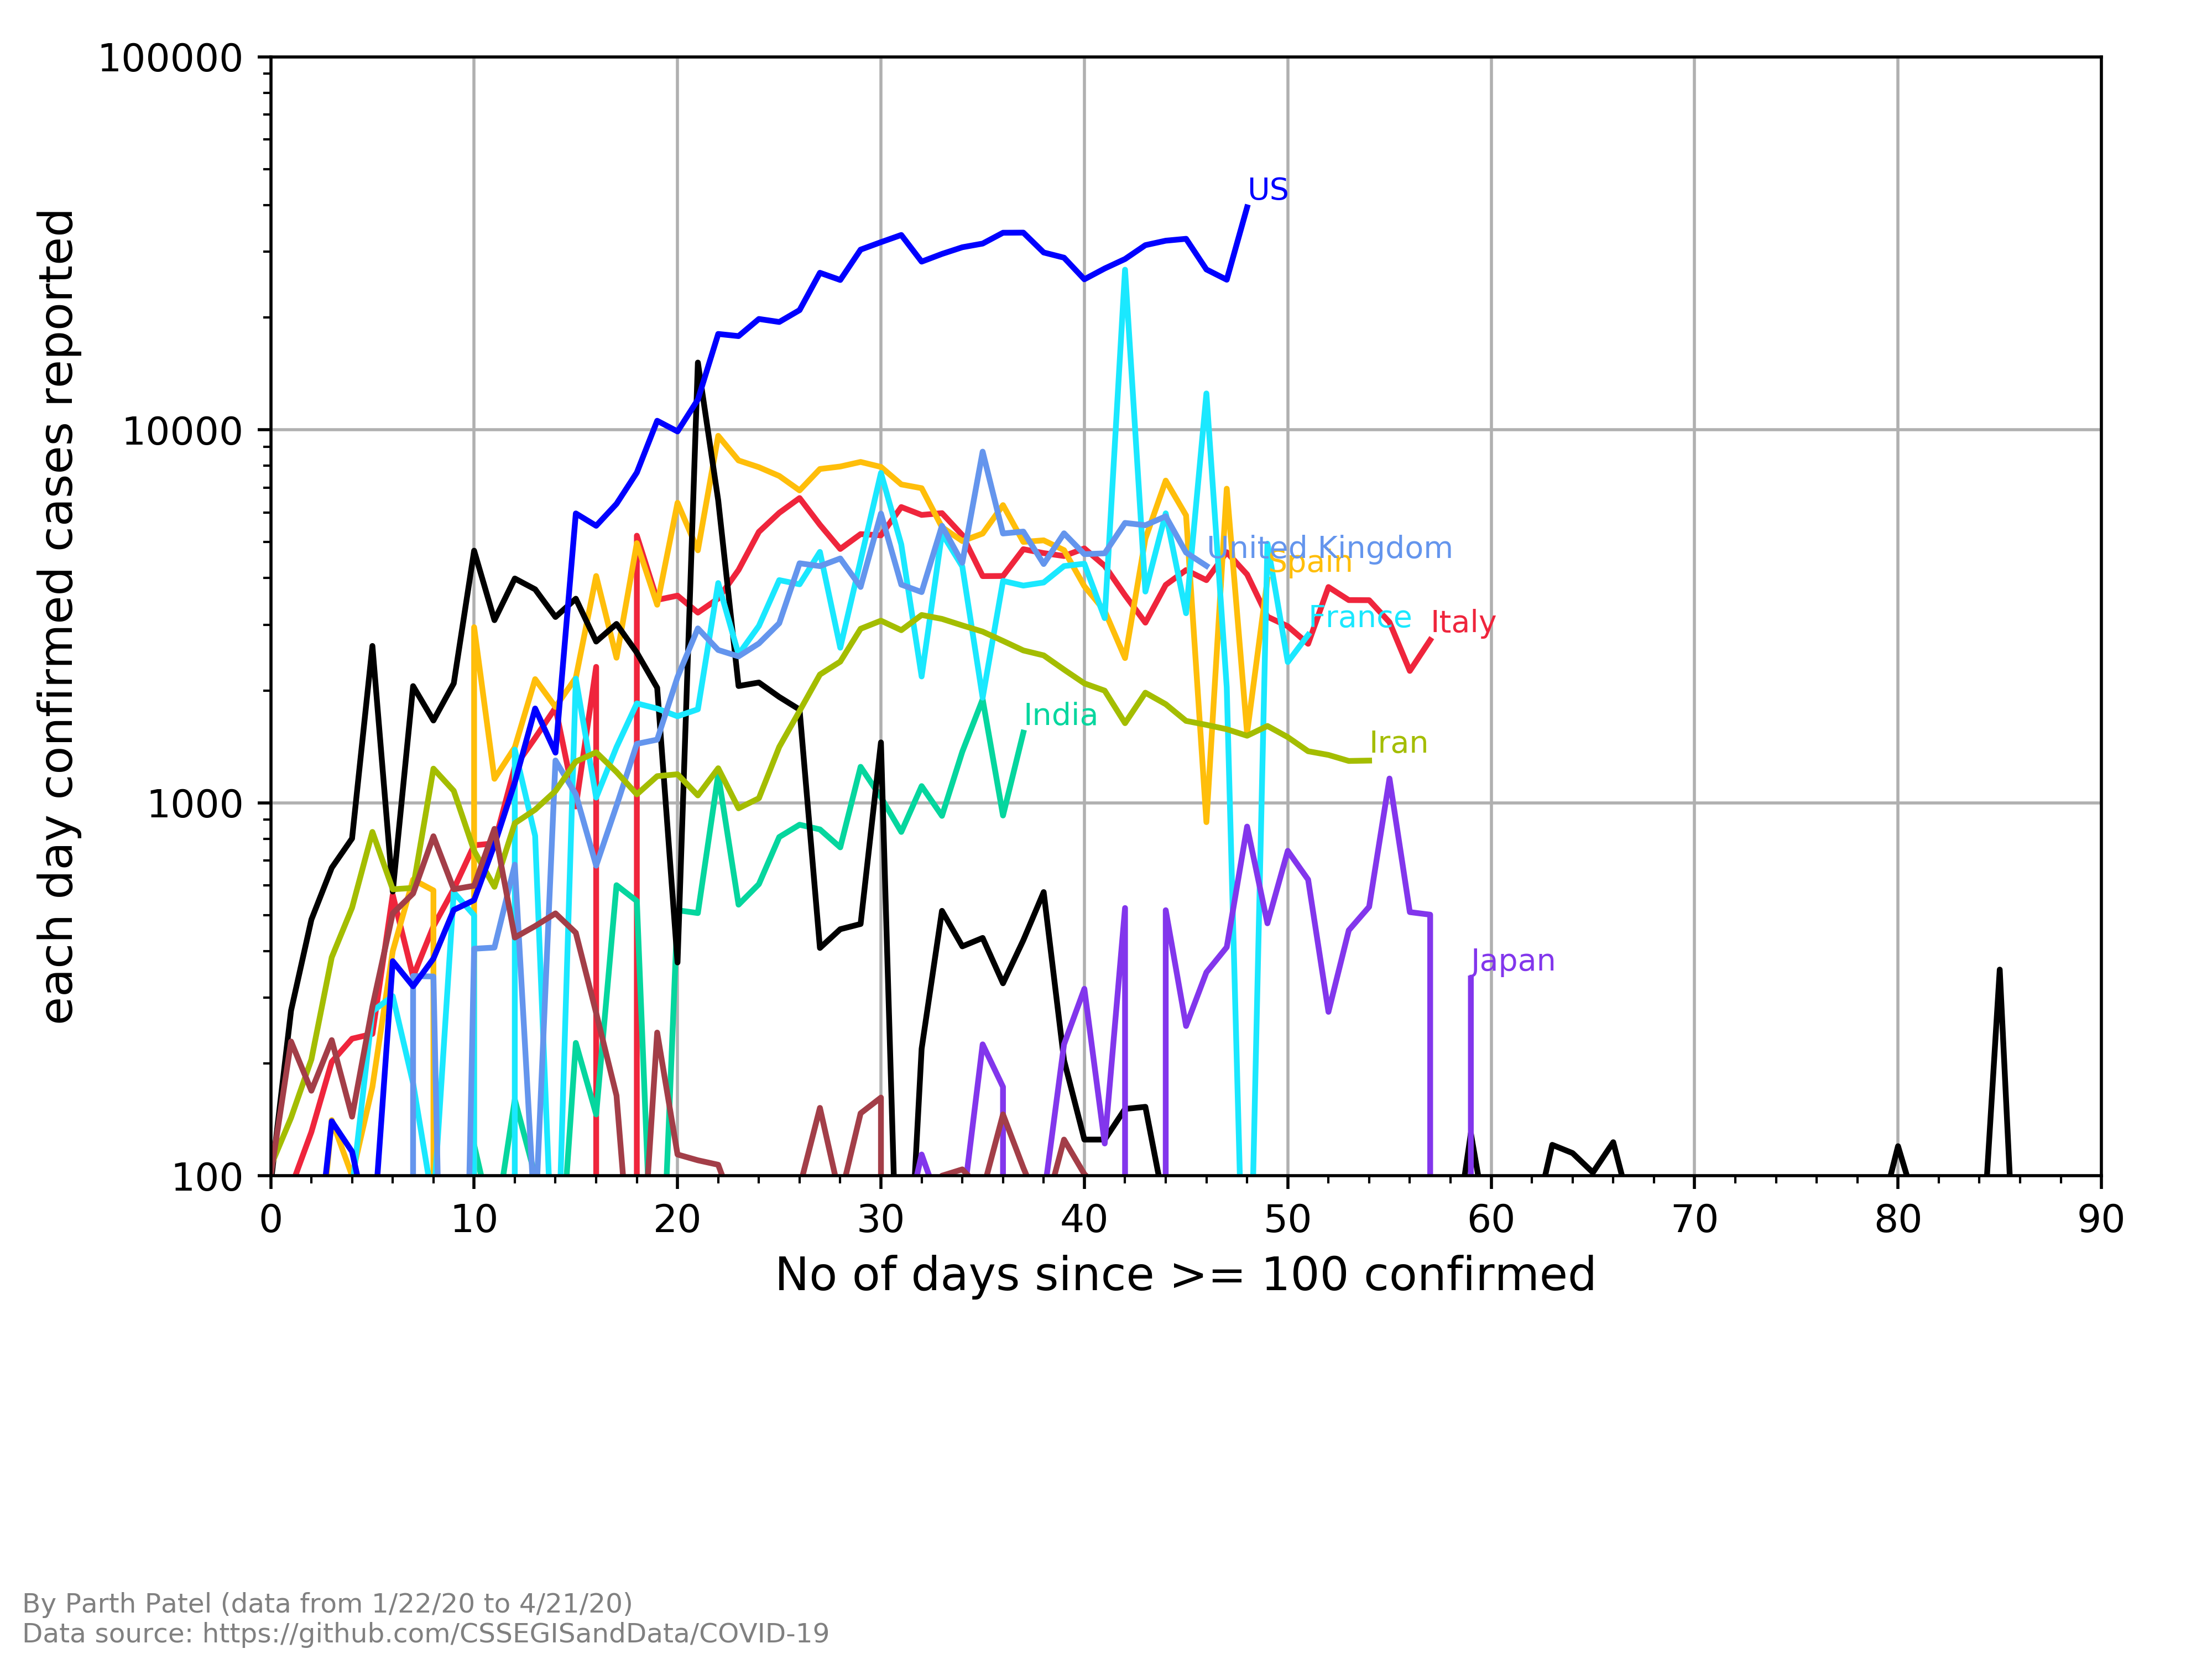 100000
10000
1000
100
each day confirmed cases reported
US
United Kingdom
Spain
France
Italy
India
Iran
Japan
0 10 20 30 40 50 60 70 80 90
No of days since >= 100 confirmed
By Parth Patel (data from 1/22/20 to 4/21/20)
Data source: https://github.com/CSSEGISandData/COVID-19